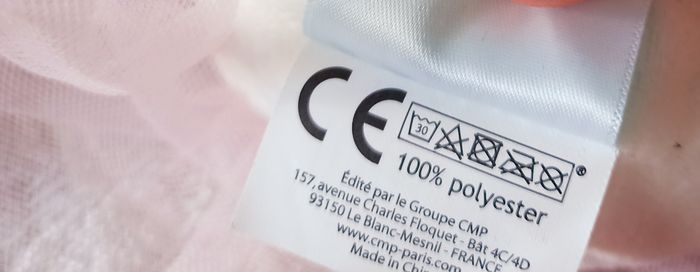 CE
30
100% polyester
Édité par le Groupe CMP
157, avenue Charles Floquet - Bât 4C/4D
93150 Le Blanc-Mesnil - FRANCE
www.cmp-paris.com
Made in